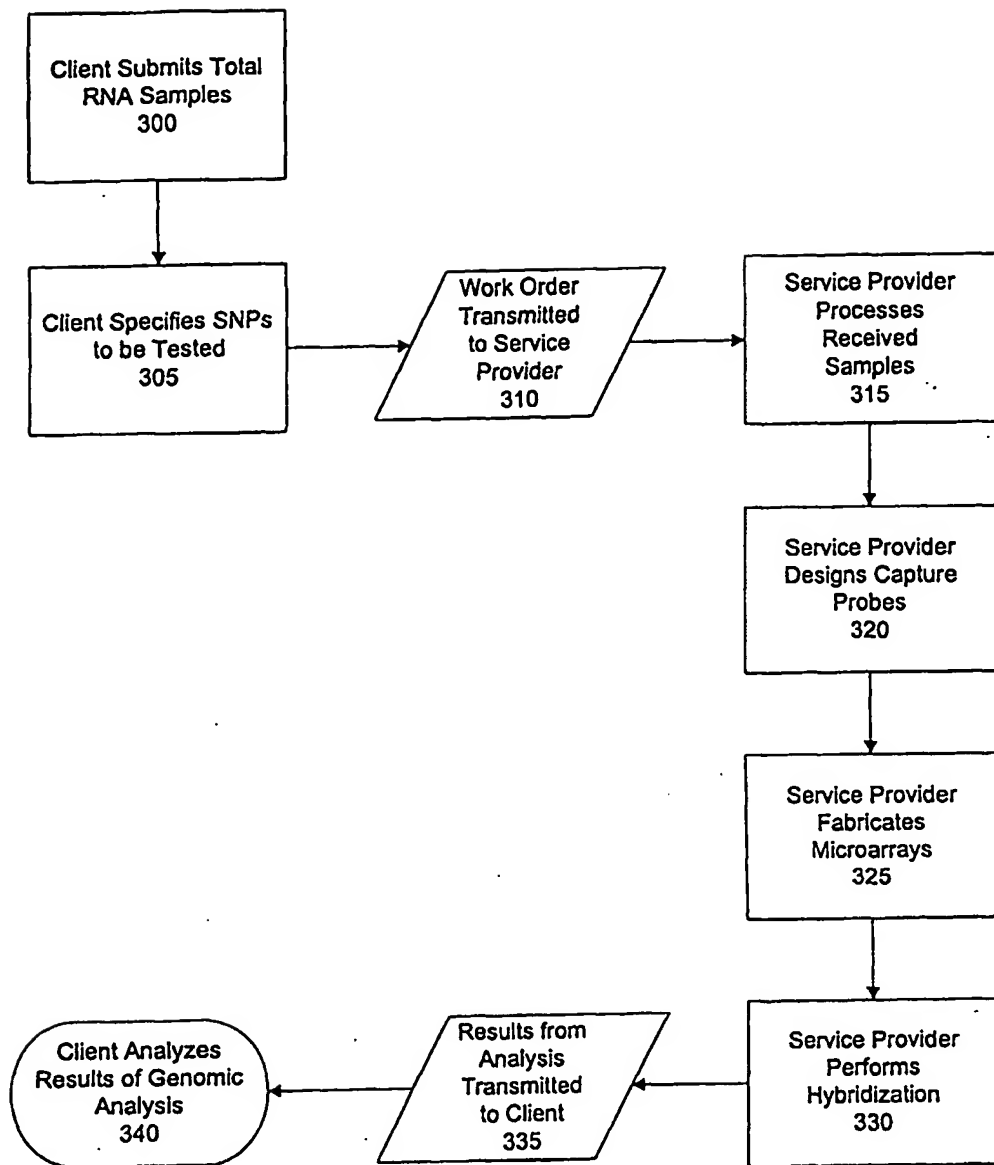 Client Submits Total
RNA Samples
300
Client Specifies SNPs
to be Tested
305
Work Order
Transmitted
to Service
Provider
310
Service Provider
Processes
Received
Samples
315
Service Provider
Designs Capture
Probes
320
Service Provider
Fabricates
Microarrays
325
Service Provider
Performs
Hybridization
330
Results from
Analysis
Transmitted
to Client
335
Client Analyzes
Results of Genomic
Analysis
340